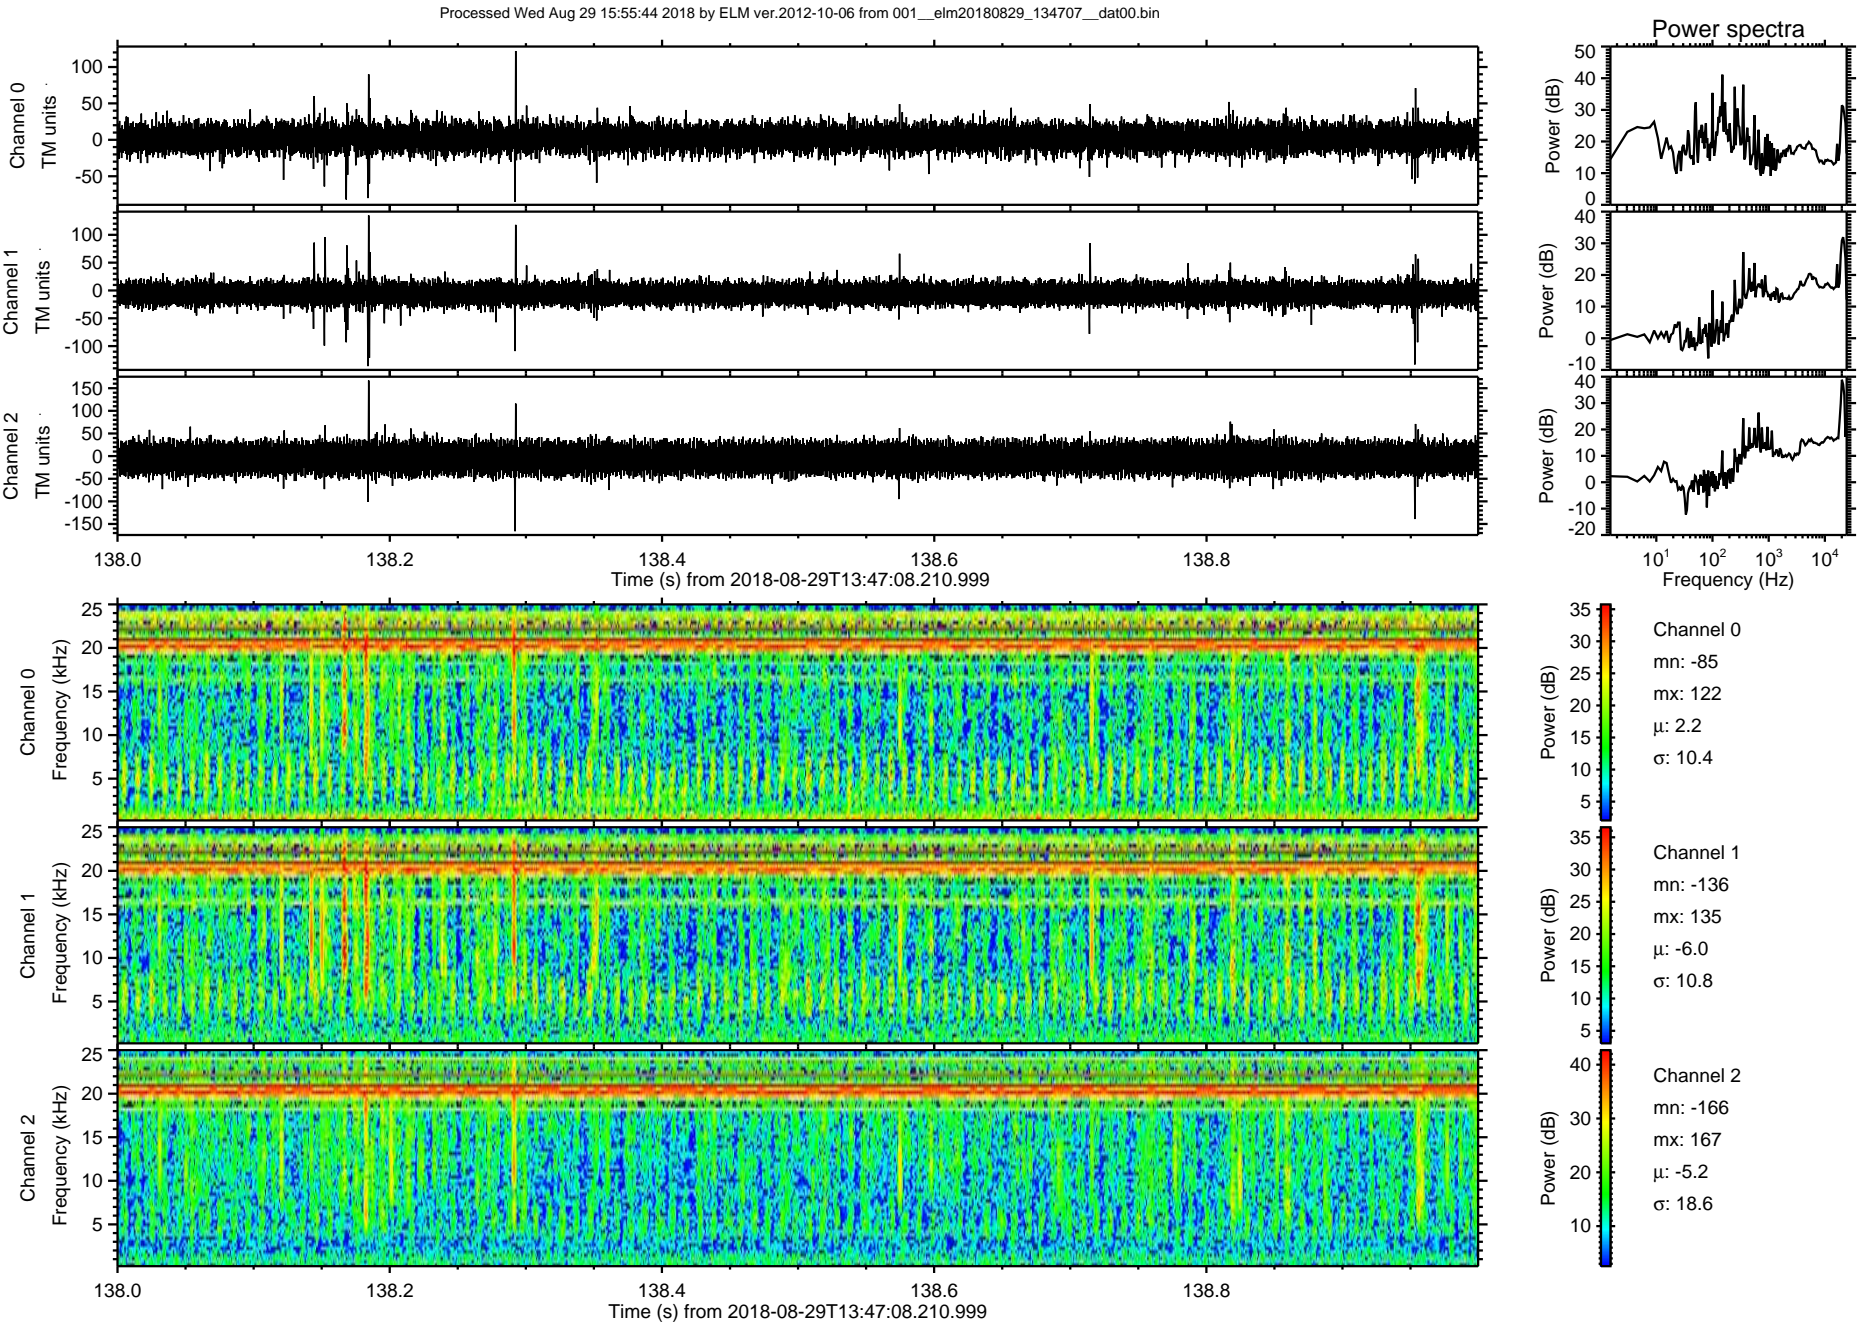 Processed Wed Aug 29 15:55:44 2018 by ELM ver.2012-10-06 from 001__elm20180829_134707__dat00.bin
Power spectra
Channel 0
TM units
100
50
0
-50
Power (dB)
50
40
30
20
10
0
Channel 1
TM units
100
50
0
-50
-100
Power (dB)
40
30
20
10
0
-10
Channel 2
TM units
150
100
50
0
-50
-100
-150
Power (dB)
40
30
20
10
0
-10
-20
138.0 138.2 138.4 138.6 138.8
Time (s) from 2018-08-29T13:47:08.210.999
10¹ 10² 10³ 10⁴
Frequency (Hz)
Channel 0
Frequency (kHz)
25
20
15
10
5
Power (dB)
35
30
25
20
15
10
5
Channel 0
mn: -85
mx: 122
μ: 2.2
σ: 10.4
Channel 1
Frequency (kHz)
25
20
15
10
5
Power (dB)
35
30
25
20
15
10
5
Channel 1
mn: -136
mx: 135
μ: -6.0
σ: 10.8
Channel 2
Frequency (kHz)
25
20
15
10
5
Power (dB)
40
30
20
10
Channel 2
mn: -166
mx: 167
μ: -5.2
σ: 18.6
138.0 138.2 138.4 138.6 138.8
Time (s) from 2018-08-29T13:47:08.210.999